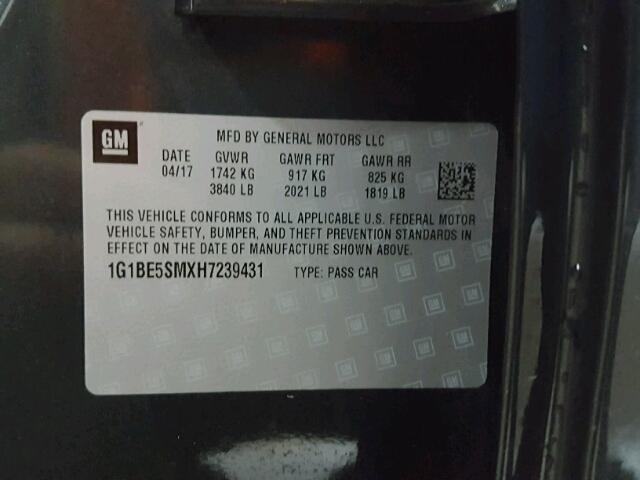 GM
MFD BY GENERAL MOTORS LLC
DATE GVWR GAWR FRT GAWR RR
04/17 1742 KG 917 KG 825 KG
3840 LB 2021 LB 1819 LB
THIS VEHICLE CONFORMS TO ALL APPLICABLE U.S. FEDERAL MOTOR
VEHICLE SAFETY, BUMPER, AND THEFT PREVENTION STANDARDS IN
EFFECT ON THE DATE OF MANUFACTURE SHOWN ABOVE.
1G1BE5SMXH7239431 TYPE: PASS CAR